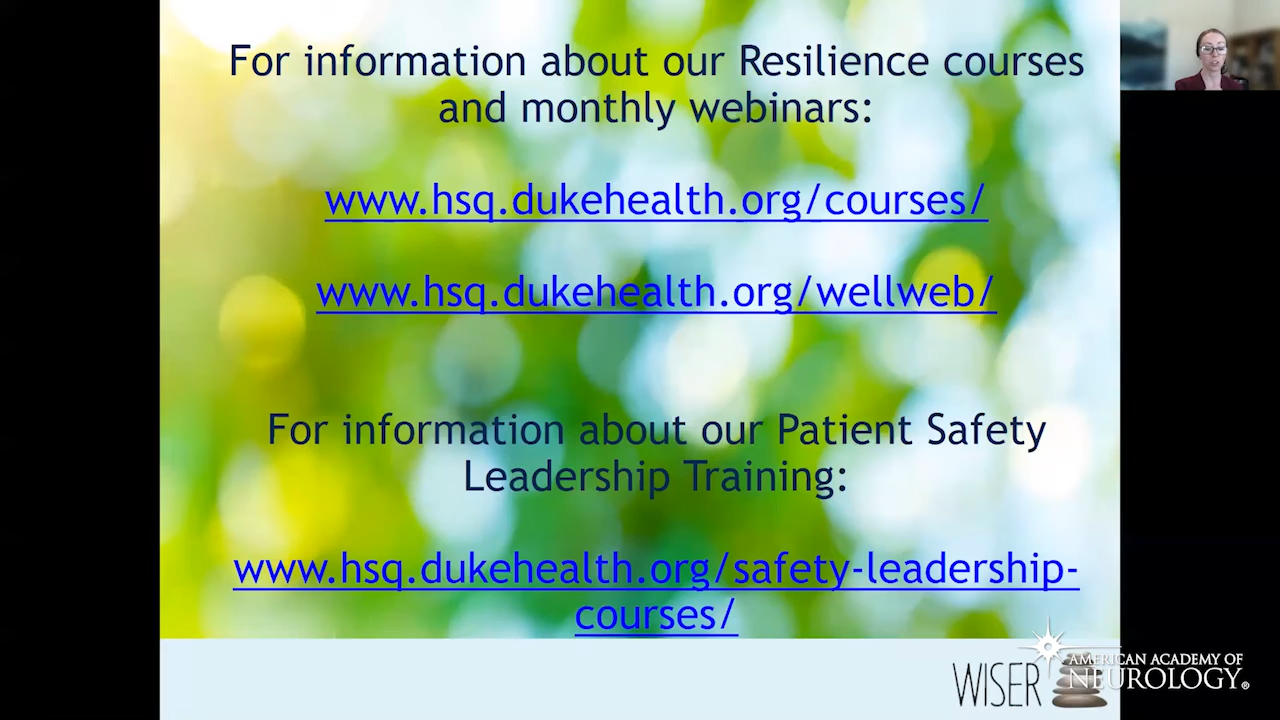 For information about our Resilience courses
and monthly webinars:
www.hsq.dukehealth.org/courses/
www.hsq.dukehealth.org/wellweb/
For information about our Patient Safety
Leadership Training:
www.hsq.dukehealth.org/safety-leadership-
courses/
WISER
AMERICAN ACADEMY OF
NEUROLOGY®